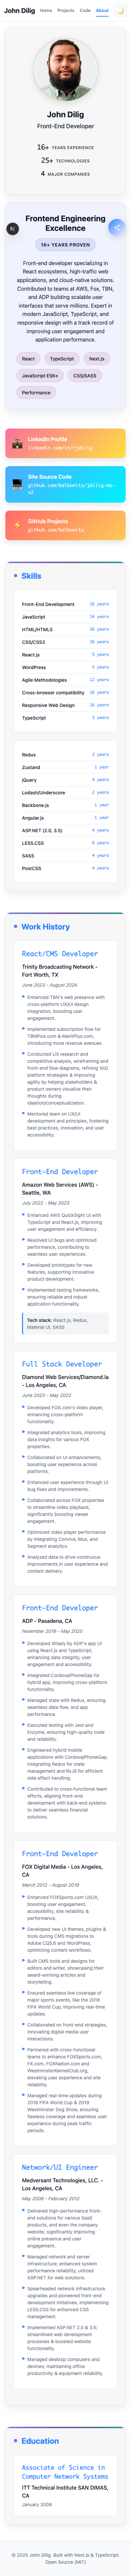 John Dilig
Home Projects Code About
John Dilig
Front-End Developer
16+ YEARS EXPERIENCE
25+ TECHNOLOGIES
4 MAJOR COMPANIES
Frontend Engineering
Excellence
16+ YEARS PROVEN
Front-end developer specializing in
React ecosystems, high-traffic web
applications, and cloud-native solutions.
Contributed to teams at AWS, Fox, TBN,
and ADP building scalable user
interfaces that serve millions. Expert in
modern JavaScript, TypeScript, and
responsive design with a track record of
improving user engagement and
application performance.
React
TypeScript
Next.js
JavaScript ES6+
CSS/SASS
Performance
LinkedIn Profile
linkedin.com/in/rjdilig
Site Source Code
GitHub Projects
Skills
Front-End Development 16 years
JavaScript 14 years
HTML/HTML5 16 years
CSS/CSS3 16 years
React.js 5 years
WordPress 5 years
Agile Methodologies 12 years
Cross-browser compatibility 16 years
Responsive Web Design 10 years
TypeScript 3 years
Redux 2 years
Zustand 1 year
jQuery 4 years
Lodash/Underscore 2 years
Backbone.js 1 year
Angular.js 1 year
ASP.NET (2.0, 3.5) 4 years
LESS.CSS 6 years
SASS 4 years
PostCSS 4 years
Work History
React/CMS Developer
Trinity Broadcasting Network -
Fort Worth, TX
June 2023 - August 2024
Enhanced TBN's web presence with
cross-platform UX/UI design
integration, boosting user
engagement.
Implemented subscription flow for
TBNPlus.com & MeritPlus.com,
introducing more revenue avenues.
Conducted UX research and
competitive analysis, wireframing and
front-end flow diagrams, refining VoD
platform strategies & improving
agility by helping stakeholders &
product owners visualize their
thoughts during
ideation/conceptualization.
Mentored team on UX/UI
development and principles, fostering
best practices, innovation, and user
accessibility.
Front-End Developer
Amazon Web Services (AWS) -
Seattle, WA
July 2022 - May 2023
Enhanced AWS QuickSight UI with
TypeScript and React.js, improving
user engagement and efficiency.
Resolved UI bugs and optimized
performance, contributing to
seamless user experiences.
Developed prototypes for new
features, supporting innovative
product development.
Implemented testing frameworks,
ensuring reliable and robust
application functionality.
Tech stack: React.js, Redux,
Material UI, SASS
Full Stack Developer
Diamond Web Services/Diamond.la
- Los Angeles, CA
June 2020 - May 2022
Developed FOX.com's video player,
enhancing cross-platform
functionality.
Integrated analytics tools, improving
data insights for various FOX
properties.
Collaborated on UI enhancements,
boosting user experience across
platforms.
Enhanced user experience through UI
bug fixes and improvements.
Collaborated across FOX properties
to streamline video playback,
significantly boosting viewer
engagement.
Optimized video player performance
by integrating Conviva, Mux, and
Segment analytics.
Analyzed data to drive continuous
improvements in user experience and
content delivery.
Front-End Developer
ADP - Pasadena, CA
November 2019 - May 2020
Developed Wisely by ADP's app UI
using React.js and TypeScript,
enhancing data integrity, user
engagement and accessibility.
Integrated Cordova/PhoneGap for
hybrid app, improving cross-platform
functionality.
Managed state with Redux, ensuring
seamless data flow, and app
performance.
Executed testing with Jest and
Enzyme, ensuring high-quality code
and reliability.
Engineered hybrid mobile
applications with Cordova/PhoneGap,
integrating Redux for state
management and RxJS for efficient
side effect handling.
Contributed to cross-functional team
efforts, aligning front-end
development with back-end systems
to deliver seamless financial
solutions.
Front-End Developer
FOX Digital Media - Los Angeles,
CA
March 2012 - August 2019
Enhanced FOXSports.com UI/UX,
boosting user engagement,
accessibility, site reliability &
performance.
Developed new UI themes, plugins &
tools during CMS migrations to
Adobe CQ5.6 and WordPress,
optimizing content workflows.
Built CMS tools and designs for
editors and writer, showcasing their
award-winning articles and
storytelling.
Ensured seamless live coverage of
major sports events, like the 2018
FIFA World Cup, improving real-time
updates.
Collaborated on front-end strategies,
innovating digital media user
interactions.
Partnered with cross-functional
teams to enhance FOXSports.com,
FX.com, FOXNation.com and
WestminsterKennelClub.org,
elevating user experience and site
reliability.
Managed real-time updates during
2018 FIFA World Cup & 2019
Westminster Dog Show, ensuring
flawless coverage and seamless user
experience during peak traffic
periods.
Network/UI Engineer
Medversant Technologies, LLC. -
Los Angeles, CA
May 2008 - February 2012
Delivered high-performance front-
end solutions for various SaaS
products, and even the company
website, significantly improving
online presence and user
engagement.
Managed network and server
infrastructure; enhanced system
performance reliability; utilized
ASP.NET for web solutions.
Spearheaded network infrastructure
upgrades and pioneered front-end
development initiatives, implementing
LESS.CSS for enhanced CSS
management.
Implemented ASP.NET 2.0 & 3.5;
streamlined web development
processes & boosted website
functionality.
Managed desktop computers and
devices; maintaining office
productivity & equipment reliability.
Education
Associate of Science in
Computer Network Systems
ITT Technical Institute SAN DIMAS,
CA
January 2008
© 2025 John Dilig. Built with Next.js & TypeScript.
Open Source (MIT)